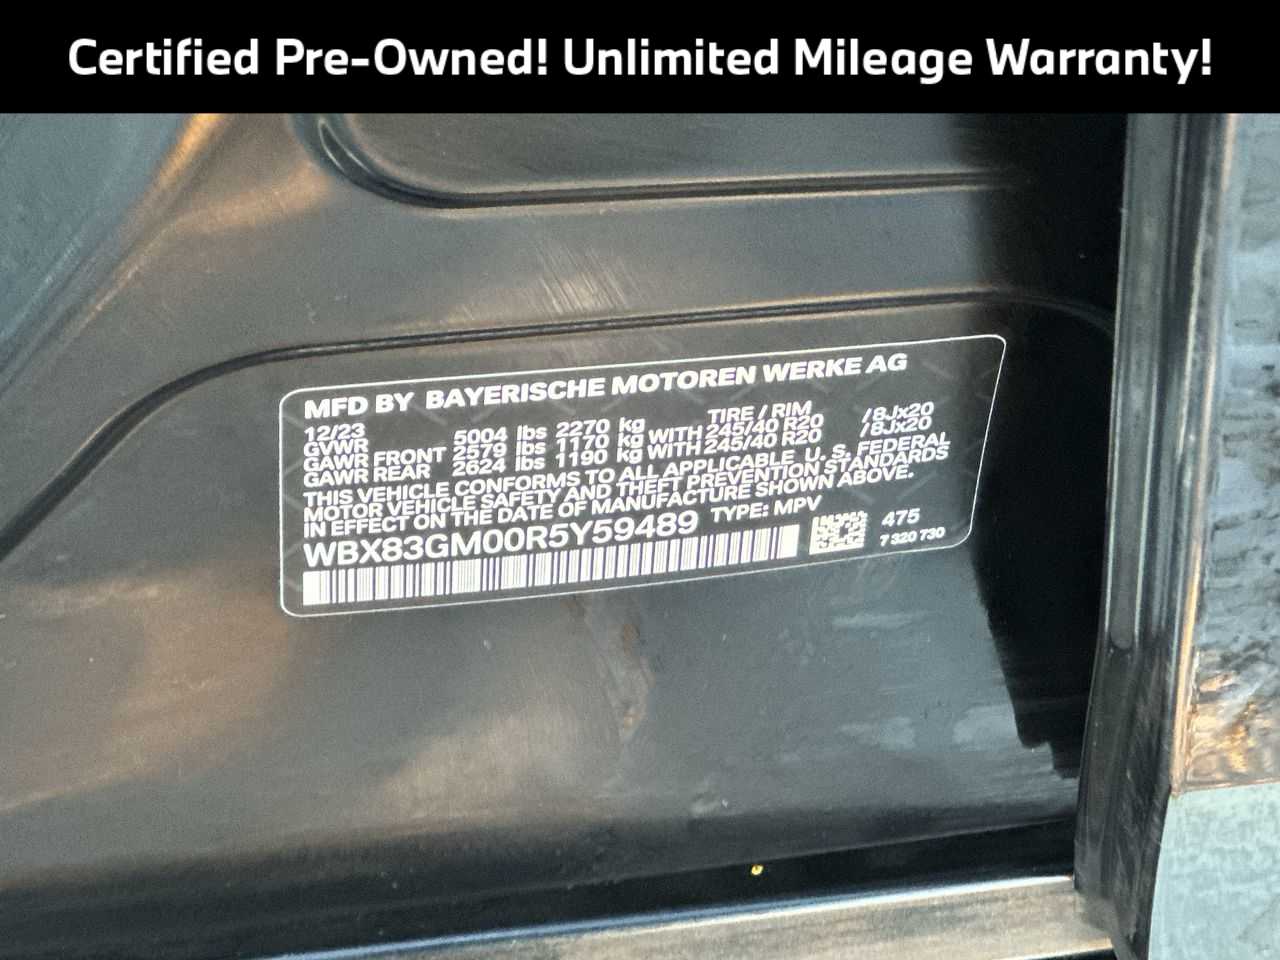 Certified Pre-Owned! Unlimited Mileage Warranty!
MFD BY BAYERISCHE MOTOREN WERKE AG
12/23 TIRE / RIM
GVWR 5004 lbs 2270 kg
GAWR FRONT 2579 lbs 1170 kg WITH 245/40 R20 /8Jx20
GAWR REAR 2624 lbs 1190 kg WITH 245/40 R20 /8Jx20
THIS VEHICLE CONFORMS TO ALL APPLICABLE U. S. FEDERAL
MOTOR VEHICLE SAFETY AND THEFT PREVENTION STANDARDS
IN EFFECT ON THE DATE OF MANUFACTURE SHOWN ABOVE.
WBX83GM00R5Y59489 TYPE: MPV
475
7 320 730